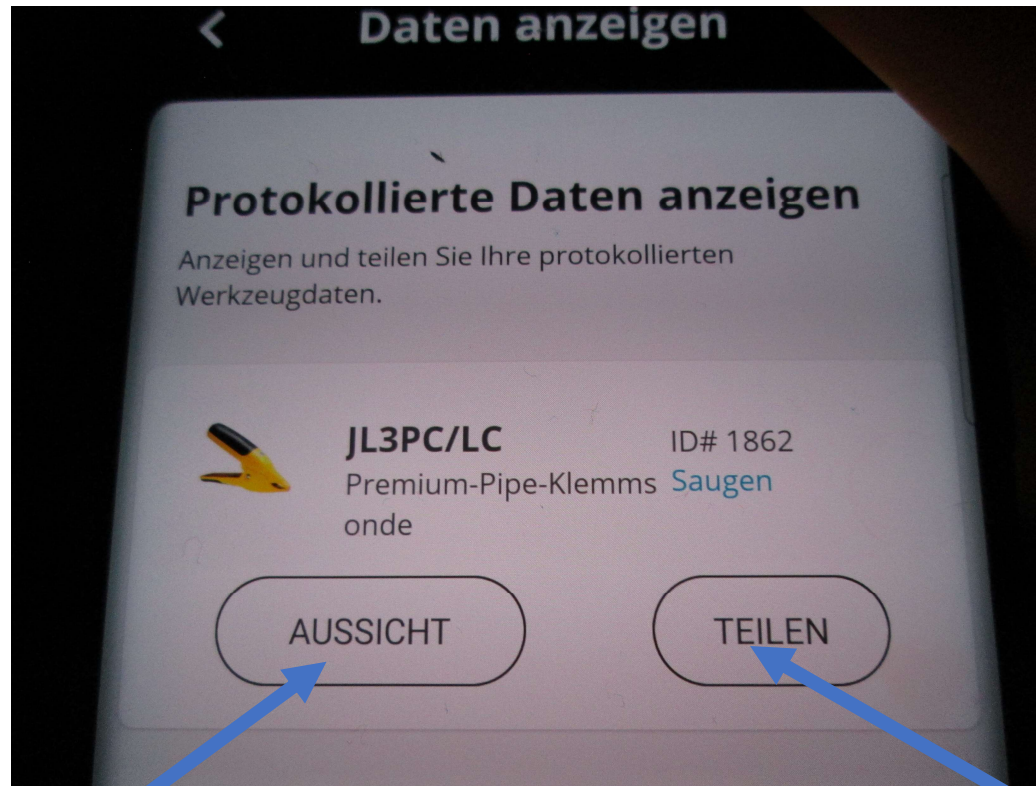 Daten anzeigen
Protokollierte Daten anzeigen
Anzeigen und teilen Sie Ihre protokollierten
Werkzeugdaten.
JL3PC/LC
ID# 1862
Premium-Pipe-Klemms
Saugen
onde
AUSSICHT
TEILEN